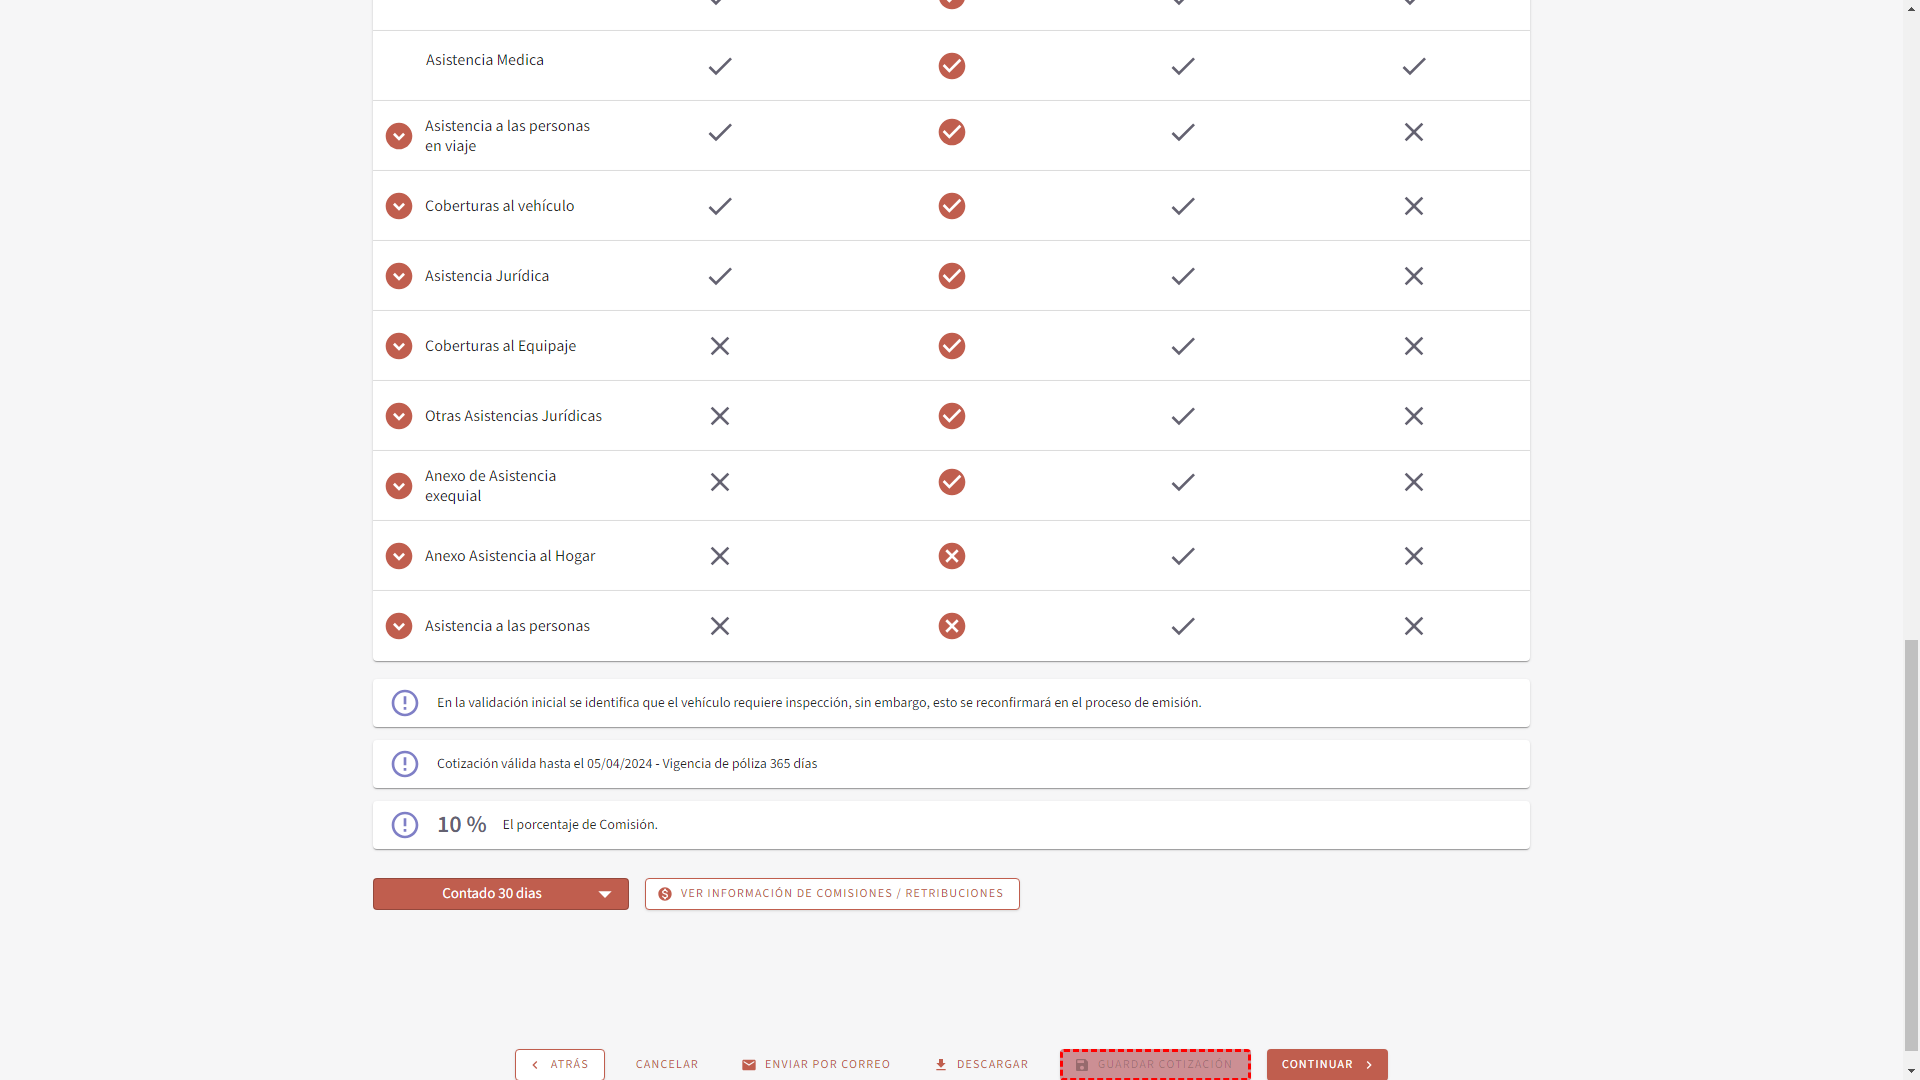 Asistencia Medica
Asistencia a las personas
en viaje
Coberturas al vehículo
Asistencia Jurídica
Coberturas al Equipaje
Otras Asistencias Jurídicas
Anexo de Asistencia
exequial
Anexo Asistencia al Hogar
Asistencia a las personas
En la validación inicial se identifica que el vehículo requiere inspección, sin embargo, esto se reconfirmará en el proceso de emisión.
Cotización válida hasta el 05/04/2024 - Vigencia de póliza 365 días
10 % El porcentaje de Comisión.
Contado 30 dias
VER INFORMACIÓN DE COMISIONES / RETRIBUCIONES
ATRÁS CANCELAR ENVIAR POR CORREO DESCARGAR GUARDAR COTIZACIÓN CONTINUAR